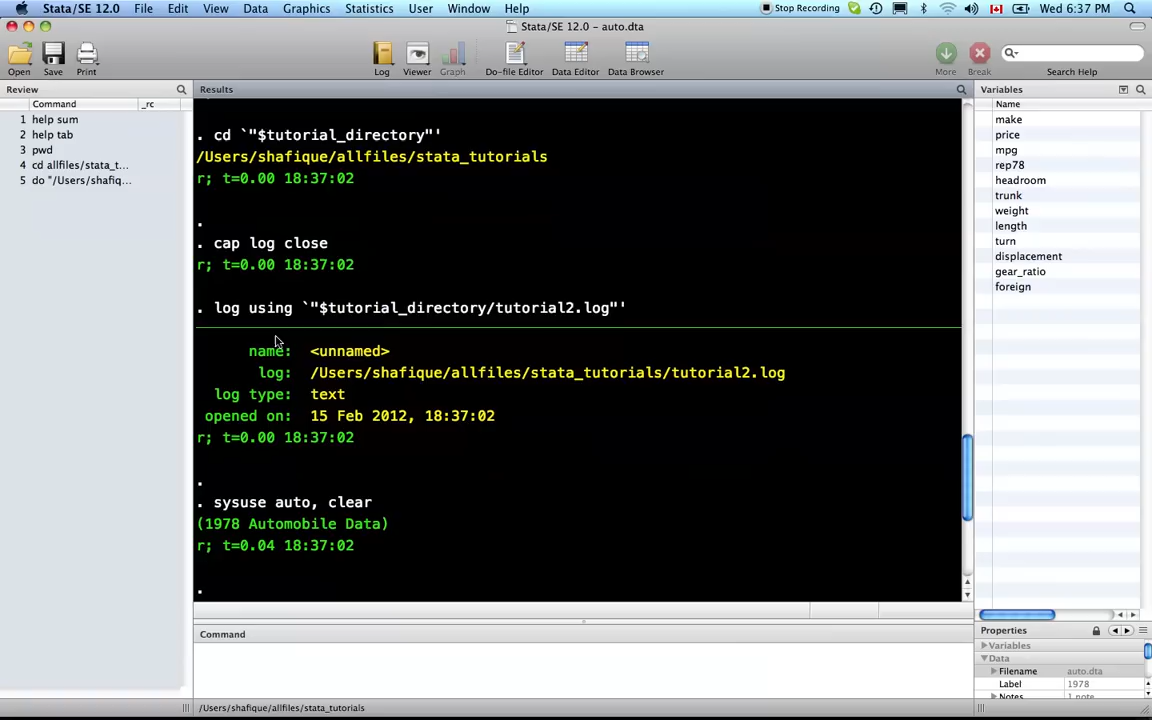 Stata/SE 12.0 File Edit View Data Graphics Statistics User Window Help Stop Recording Wed 6:37 PM
Stata/SE 12.0 - auto.dta
Open Save Print Log Viewer Graph Do-file Editor Data Editor Data Browser More Break Search Help
Review
Command _rc
1 help sum
2 help tab
3 pwd
4 cd allfiles/stata_t...
5 do "/Users/shafiq...
Results
. cd `"$tutorial_directory"'
/Users/shafique/allfiles/stata_tutorials
r; t=0.00 18:37:02
.
. cap log close
r; t=0.00 18:37:02
. log using `"$tutorial_directory/tutorial2.log"'
name: <unnamed>
log: /Users/shafique/allfiles/stata_tutorials/tutorial2.log
log type: text
opened on: 15 Feb 2012, 18:37:02
r; t=0.00 18:37:02
.
. sysuse auto, clear
(1978 Automobile Data)
r; t=0.04 18:37:02
.
Command
/Users/shafique/allfiles/stata_tutorials
Variables
Name
make
price
mpg
rep78
headroom
trunk
weight
length
turn
displacement
gear_ratio
foreign
Properties
Variables
Data
Filename auto.dta
Label 1978
Notes 1 note